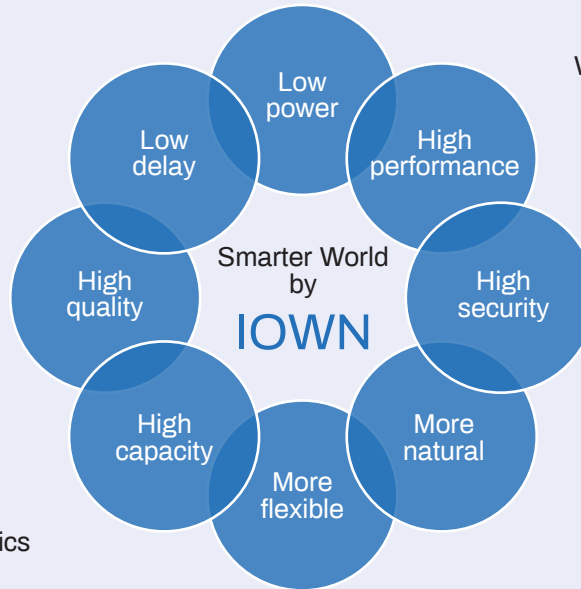 Low
power
High
performance
High
security
More
natural
More
flexible
High
capacity
High
quality
Low
delay
Smarter World
by
IOWN